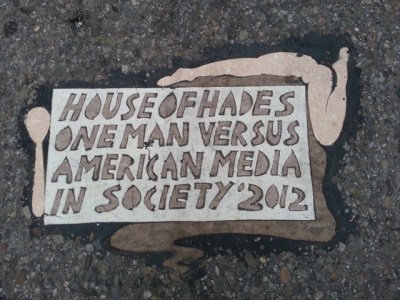 HOUSE OF HADES
ONE MAN VERSUS
AMERICAN MEDIA
IN SOCIETY '2012